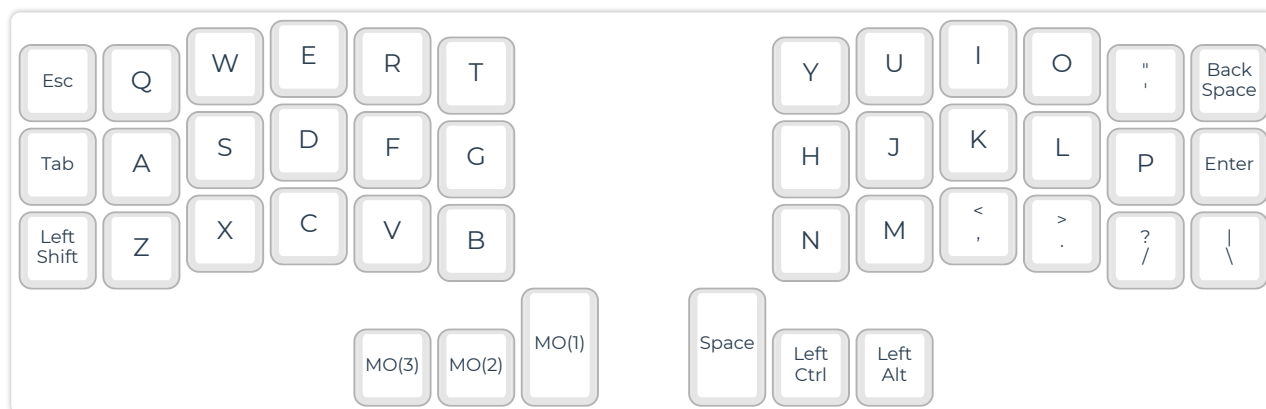 Esc Q W E R T Y U I O " Back
' Space
Tab A S D F G H J K L P Enter
Left Z X C V B N M < > ? |
Shift , . / \
MO(3) MO(2) MO(1) Space Left Left
Ctrl Alt